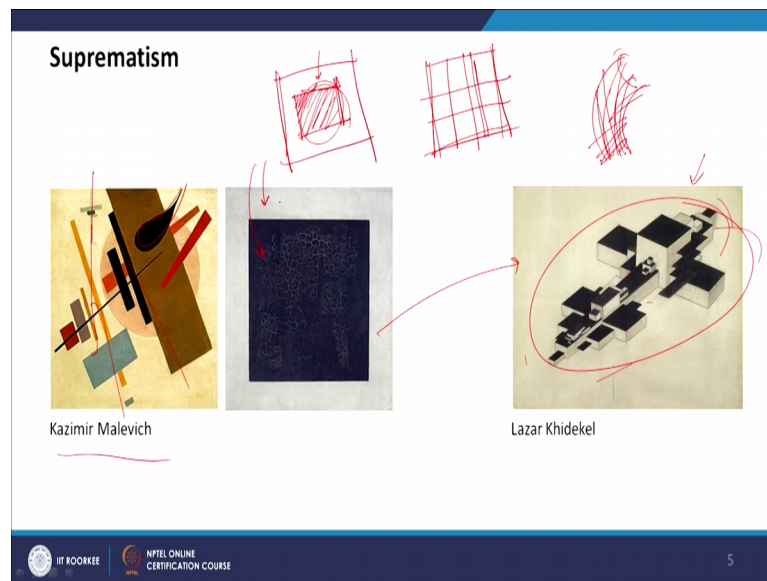 Suprematism
Kazimir Malevich
Lazar Khidekel
IIT ROORKEE
NPTEL ONLINE
CERTIFICATION COURSE
5